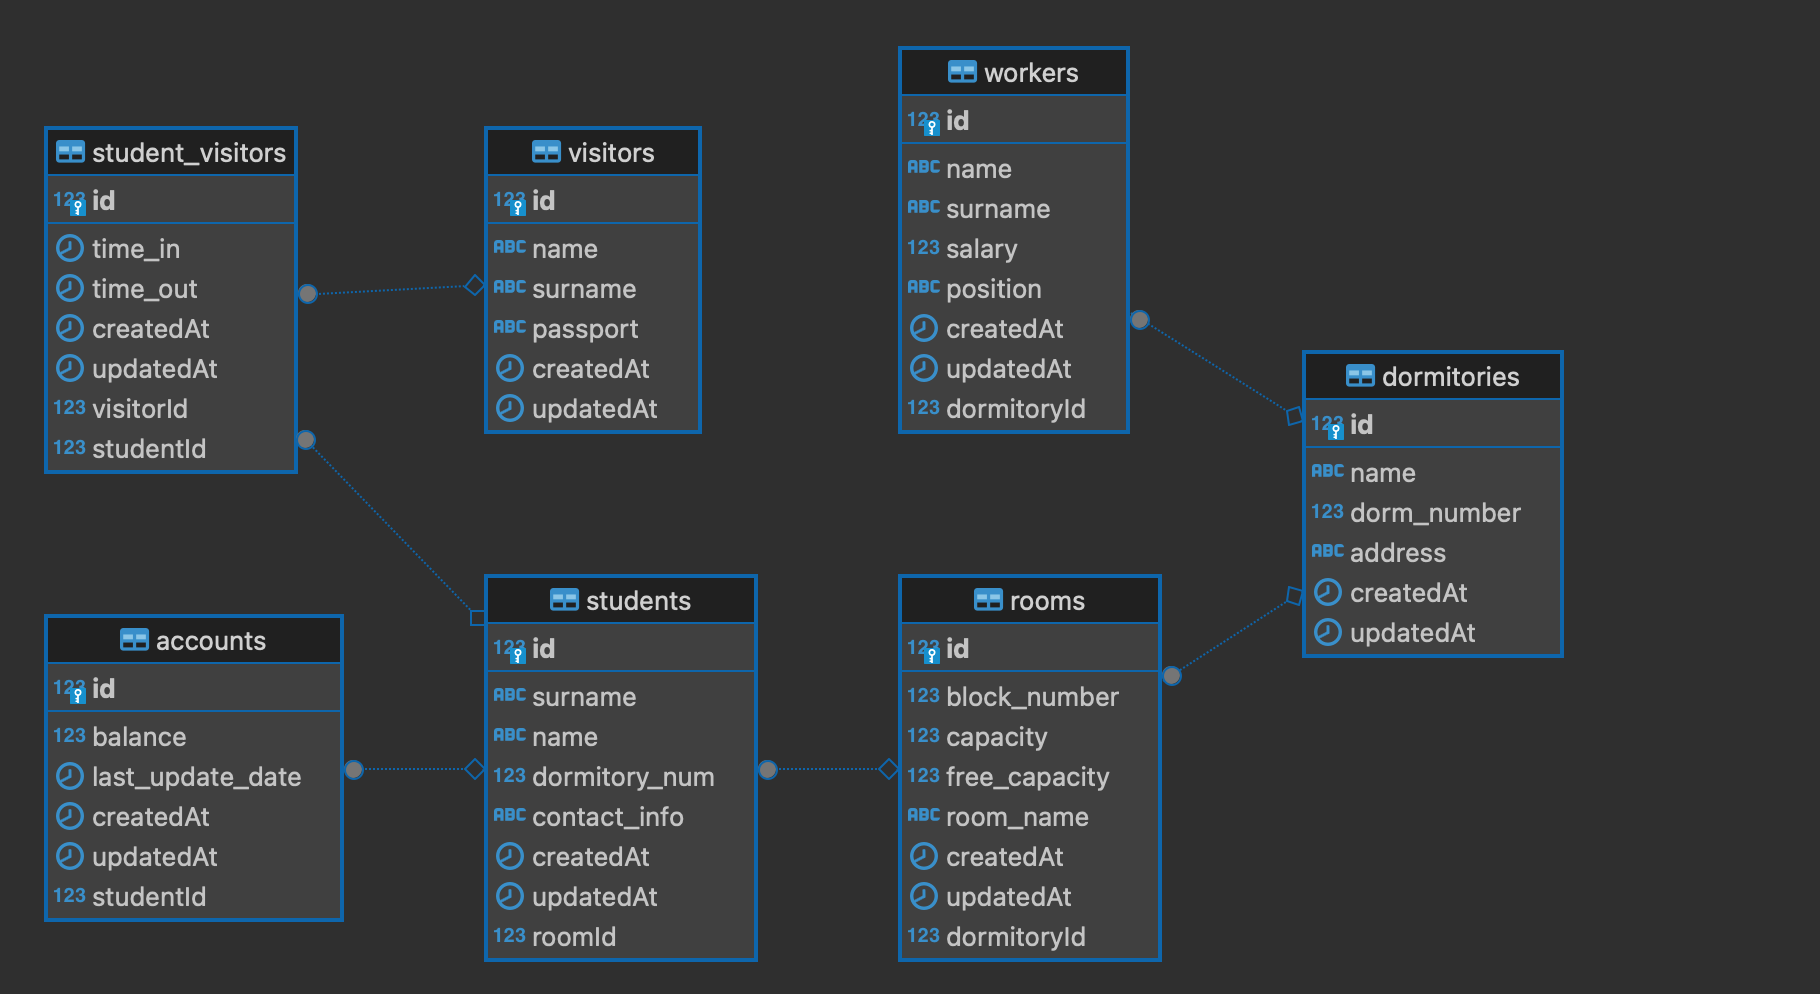 student_visitors
123 id
time_in
time_out
createdAt
updatedAt
123 visitorId
123 studentId
visitors
123 id
ABC name
ABC surname
ABC passport
createdAt
updatedAt
workers
123 id
ABC name
ABC surname
123 salary
ABC position
createdAt
updatedAt
123 dormitoryId
dormitories
123 id
ABC name
123 dorm_number
ABC address
createdAt
updatedAt
accounts
123 id
123 balance
last_update_date
createdAt
updatedAt
123 studentId
students
123 id
ABC surname
ABC name
123 dormitory_num
ABC contact_info
createdAt
updatedAt
123 roomId
rooms
123 id
123 block_number
123 capacity
123 free_capacity
ABC room_name
createdAt
updatedAt
123 dormitoryId